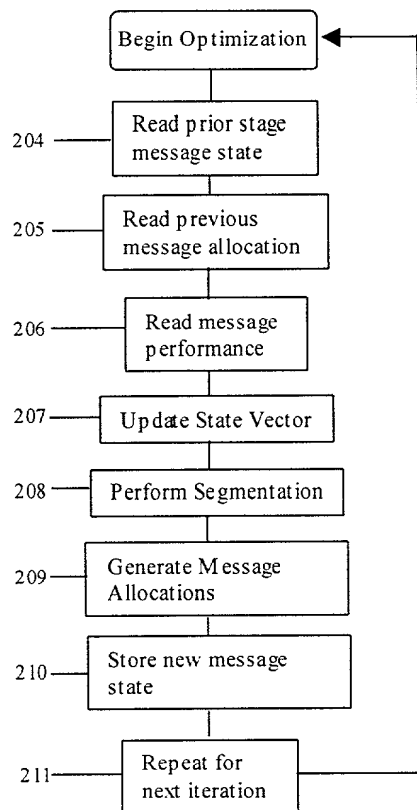 Begin Optimization
204
Read prior stage
message state
205
Read previous
message allocation
206
Read message
performance
207
Update State Vector
208
Perform Segmentation
209
Generate Message
Allocations
210
Store new message
state
211
Repeat for
next iteration